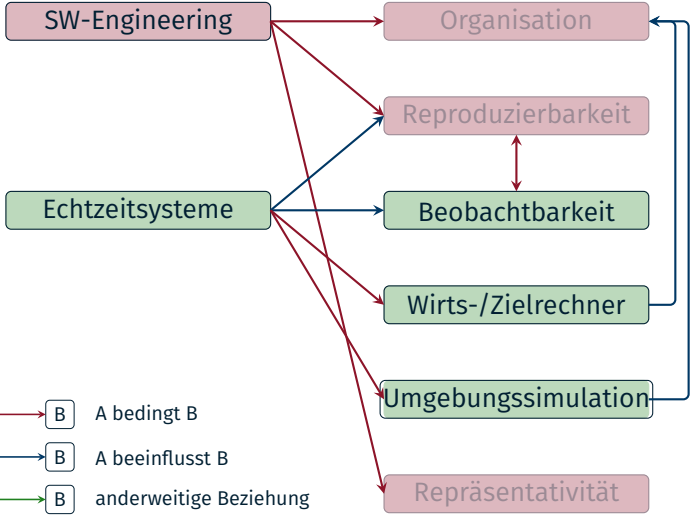 SW-Engineering
Organisation
Reproduzierbarkeit
Echtzeitsysteme
Beobachtbarkeit
Wirts-/Zielrechner
Umgebungssimulation
B A bedingt B
B A beeinflusst B
Repräsentativität
B anderweitige Beziehung